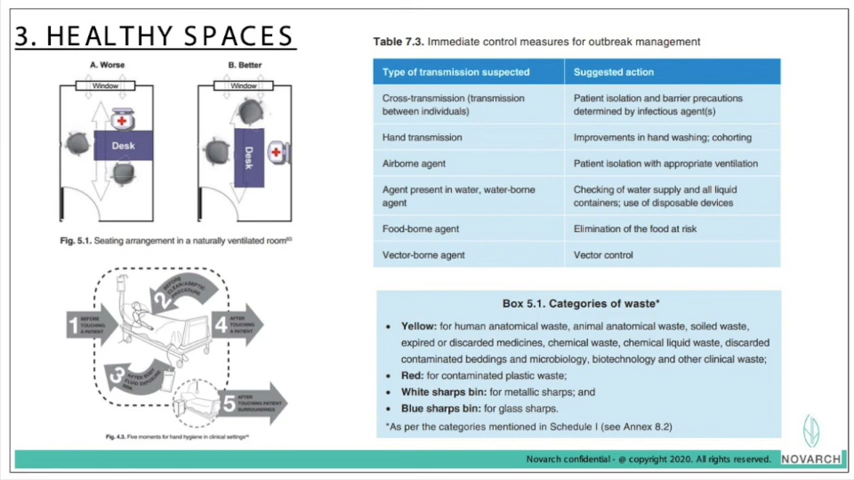 3. HEALTHY SPACES
A. Worse
B. Better
Window
Window
Desk
Desk
Fig. 5.1. Seating arrangement in a naturally ventilated room
1 BEFORE TOUCHING A PATIENT
2 BEFORE CLEAN/ASEPTIC PROCEDURE
3 AFTER BODY FLUID EXPOSURE
4 AFTER TOUCHING A PATIENT
5 AFTER TOUCHING PATIENT SURROUNDINGS
Fig. 4.3. Five moments for hand hygiene in clinical settings
Table 7.3. Immediate control measures for outbreak management
Type of transmission suspected Suggested action
Cross-transmission (transmission between individuals) Patient isolation and barrier precautions determined by infectious agent(s)
Hand transmission Improvements in hand washing; cohorting
Airborne agent Patient isolation with appropriate ventilation
Agent present in water, water-borne agent Checking of water supply and all liquid containers; use of disposable devices
Food-borne agent Elimination of the food at risk
Vector-borne agent Vector control
Box 5.1. Categories of waste*
• Yellow: for human anatomical waste, animal anatomical waste, soiled waste,
expired or discarded medicines, chemical waste, chemical liquid waste, discarded
contaminated beddings and microbiology, biotechnology and other clinical waste;
• Red: for contaminated plastic waste;
• White sharps bin: for metallic sharps; and
• Blue sharps bin: for glass sharps.
*As per the categories mentioned in Schedule I (see Annex 8.2)
Novarch confidential - @ copyright 2020. All rights reserved.
NOVARCH